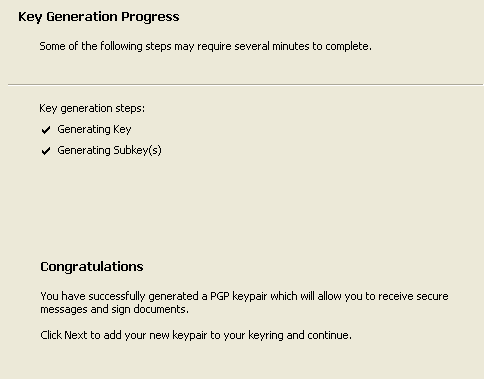 Key Generation Progress
Some of the following steps may require several minutes to complete.
Key generation steps:
Generating Key
Generating Subkey(s)
Congratulations
You have successfully generated a PGP keypair which will allow you to receive secure
messages and sign documents.
Click Next to add your new keypair to your keyring and continue.